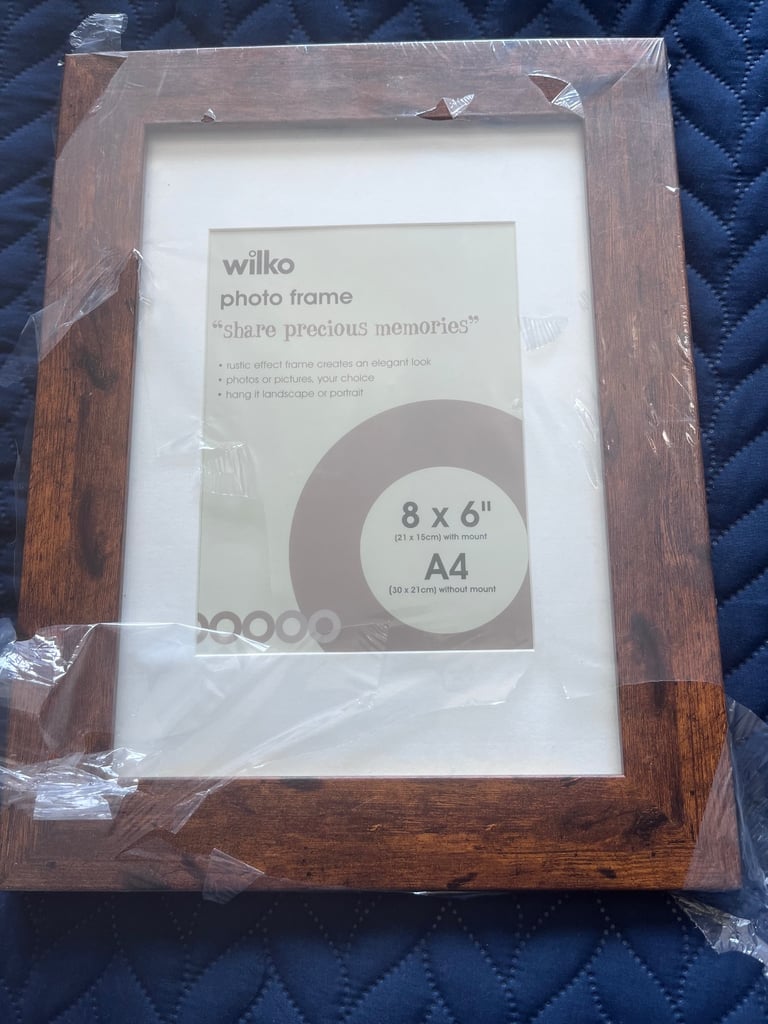 wilko
photo frame
“share precious memories”
• rustic effect frame creates an elegant look
• photos or pictures, your choice
• hang it landscape or portrait
8 x 6"
(21 x 15cm) with mount
A4
(30 x 21cm) without mount